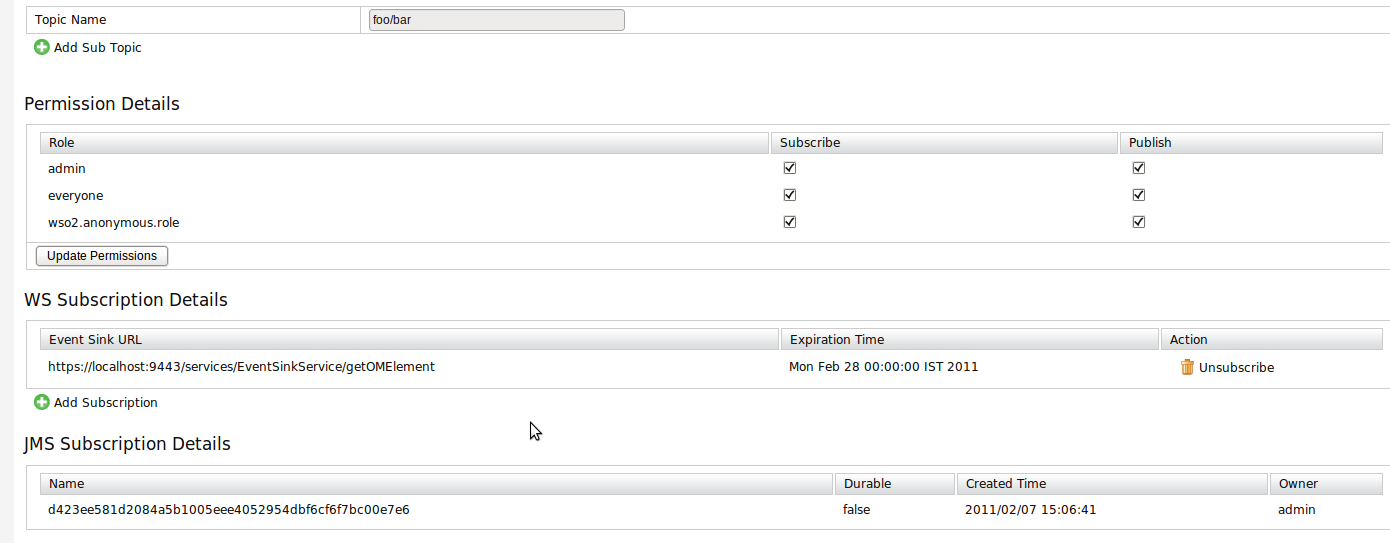 Topic Name foo/bar
Add Sub Topic
Permission Details
Role Subscribe Publish
admin
everyone
wso2.anonymous.role
Update Permissions
WS Subscription Details
Event Sink URL Expiration Time Action
https://localhost:9443/services/EventSinkService/getOMElement Mon Feb 28 00:00:00 IST 2011 Unsubscribe
Add Subscription
JMS Subscription Details
Name Durable Created Time Owner
d423ee581d2084a5b1005eee4052954dbf6cf6f7bc00e7e6 false 2011/02/07 15:06:41 admin